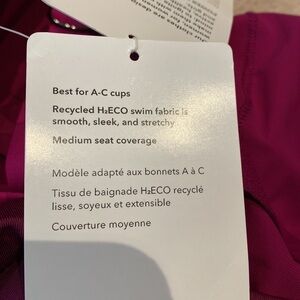 Best for A-C cups
Recycled H₂ECO swim fabric is
smooth, sleek, and stretchy
Medium seat coverage
Modèle adapté aux bonnets A à C
Tissu de baignade H₂ECO recyclé
lisse, soyeux et extensible
Couverture moyenne